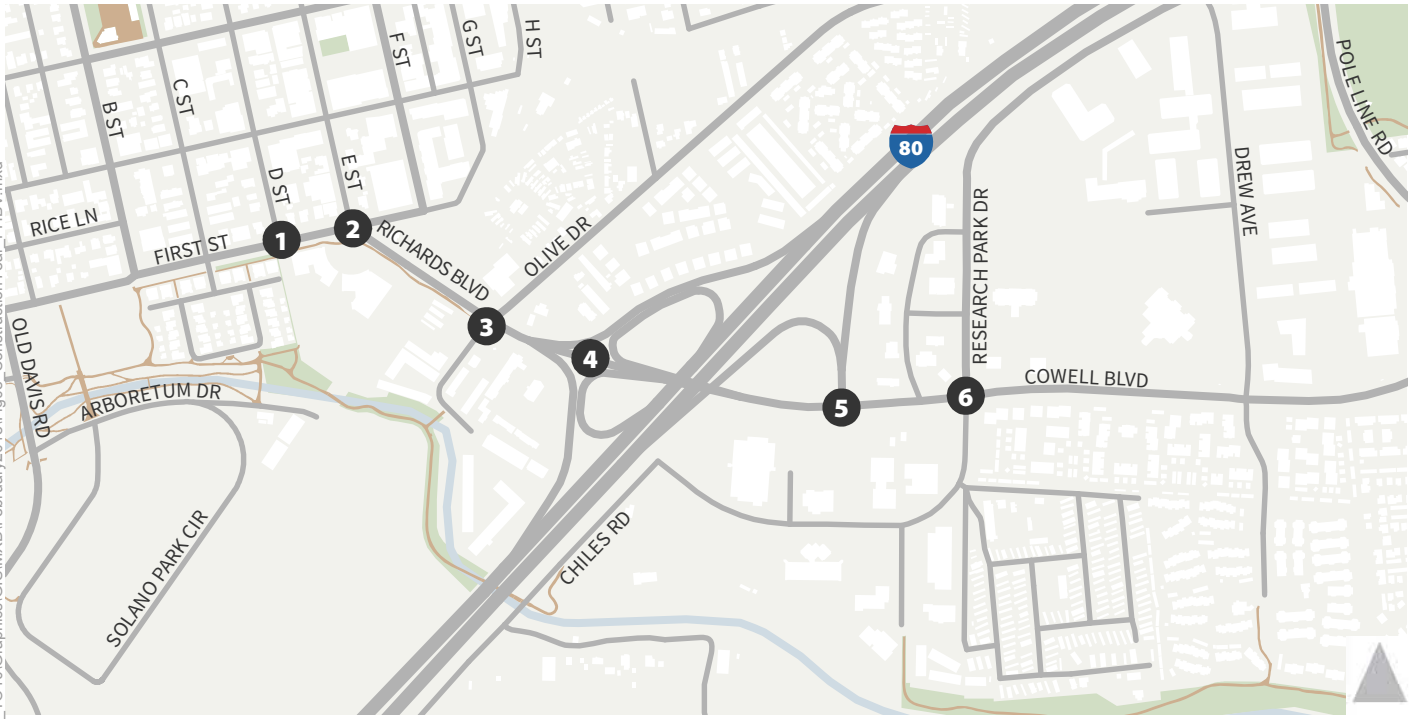 B ST
C ST
D ST
E ST
F ST
G ST
H ST
RICE LN
FIRST ST
1
2
RICHARDS BLVD
3
OLIVE DR
4
80
5
6
RESEARCH PARK DR
COWELL BLVD
DREW AVE
POLE LINE RD
OLD DAVIS RD
ARBORETUM DR
SOLANO PARK CIR
CHILES RD